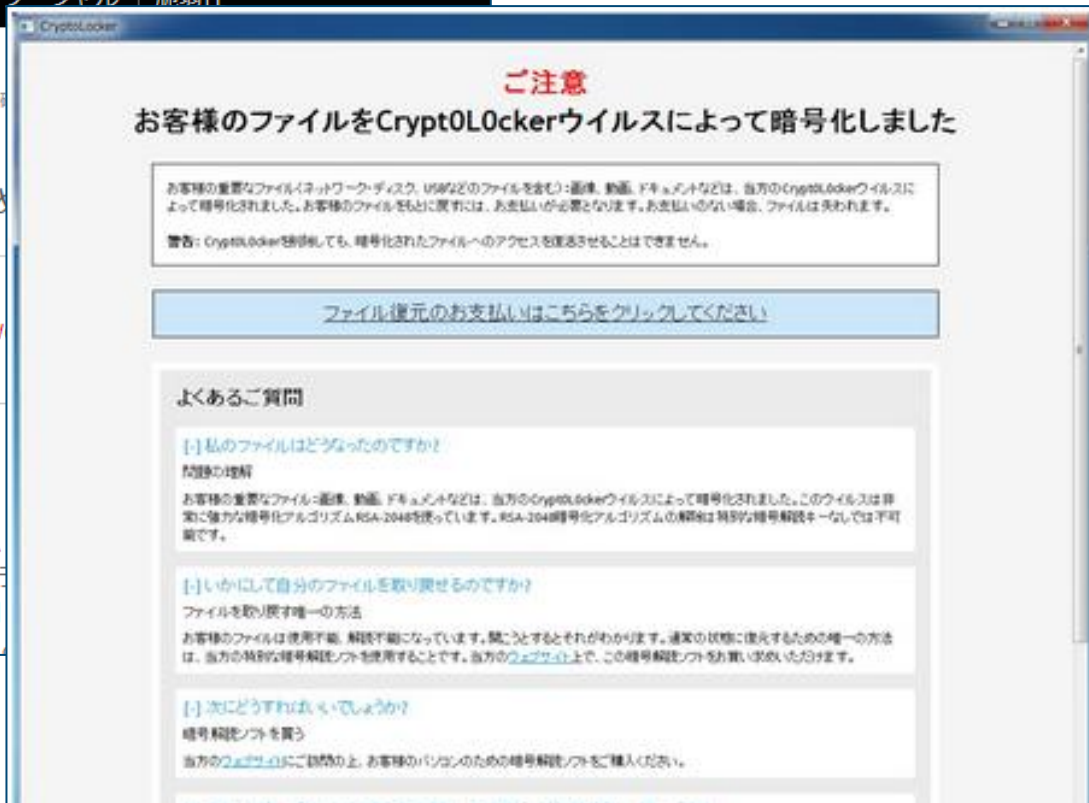 CryptoLocker
ご注意
お客様のファイルをCrypt0L0ckerウイルスによって暗号化しました
お客様の重要なファイル(ネットワーク・ディスク、USBなどのファイルを含む):画像、動画、ドキュメントなどは、当方のCrypt0L0ckerウイルスに
よって暗号化されました。お客様のファイルをもとに戻すには、お支払いが必要となります。お支払いのない場合、ファイルは失われます。
警告: Crypt0L0ckerを削除しても、暗号化されたファイルへのアクセスを復活させることはできません。
ファイル復元のお支払いはこちらをクリックしてください
よくあるご質問
[-] 私のファイルはどうなったのですか?
問題の理解
お客様の重要なファイル:画像、動画、ドキュメントなどは、当方のCrypt0L0ckerウイルスによって暗号化されました。このウイルスは非
常に強力な暗号化アルゴリズムRSA-2048を使っています。RSA-2048暗号化アルゴリズムの解除は特別な暗号解読キーなしでは不可
能です。
[-] いかにして自分のファイルを取り戻せるのですか?
ファイルを取り戻す唯一の方法
お客様のファイルは使用不能、解読不能になっています。開こうとするとそれがわかります。通常の状態に復元するための唯一の方法
は、当方の特別な暗号解読ソフトを使用することです。当方のウェブサイト上で、この暗号解読ソフトをお買い求めいただけます。
[-] 次にどうすればいいでしょうか?
暗号解読ソフトを買う
当方のウェブサイトにご訪問の上、お客様のパソコンのための暗号解読ソフトをご購入ください。